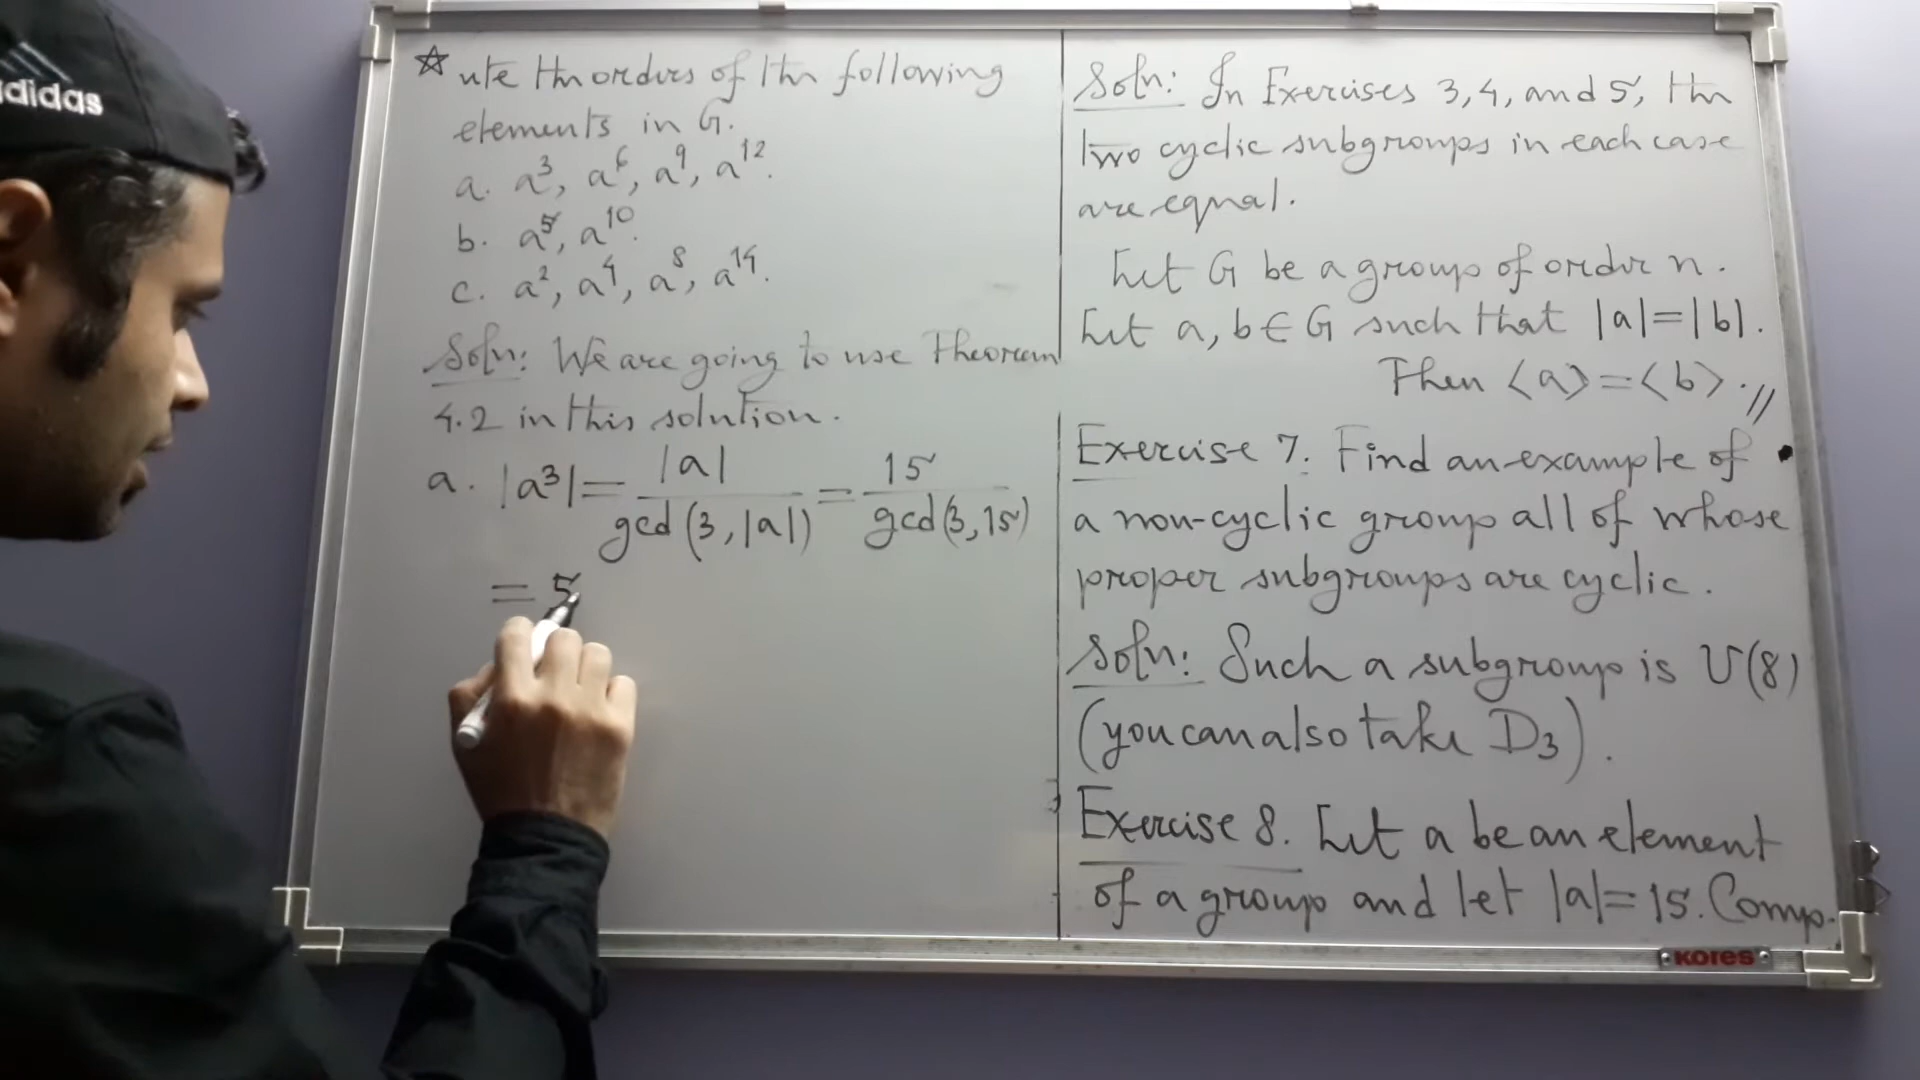 adidas
☆ ute the orders of the following
elements in G.
a. a³, a⁶, a⁹, a¹².
b. a⁵, a¹⁰.
c. a², a⁴, a⁸, a¹⁴.
Soln: We are going to use Theorem
4.2 in this solution.
a. |a³| = |a| / gcd(3, |a|) = 15 / gcd(3, 15)
= 5
Soln: In Exercises 3, 4, and 5, the
two cyclic subgroups in each case
are equal.
Let G be a group of order n.
Let a, b ∈ G such that |a| = |b|.
Then ⟨a⟩ = ⟨b⟩. //
Exercise 7. Find an example of
a non-cyclic group all of whose
proper subgroups are cyclic.
Soln: Such a subgroup is U(8)
(you can also take D₃).
Exercise 8. Let a be an element
of a group and let |a| = 15. Comp-
KORES